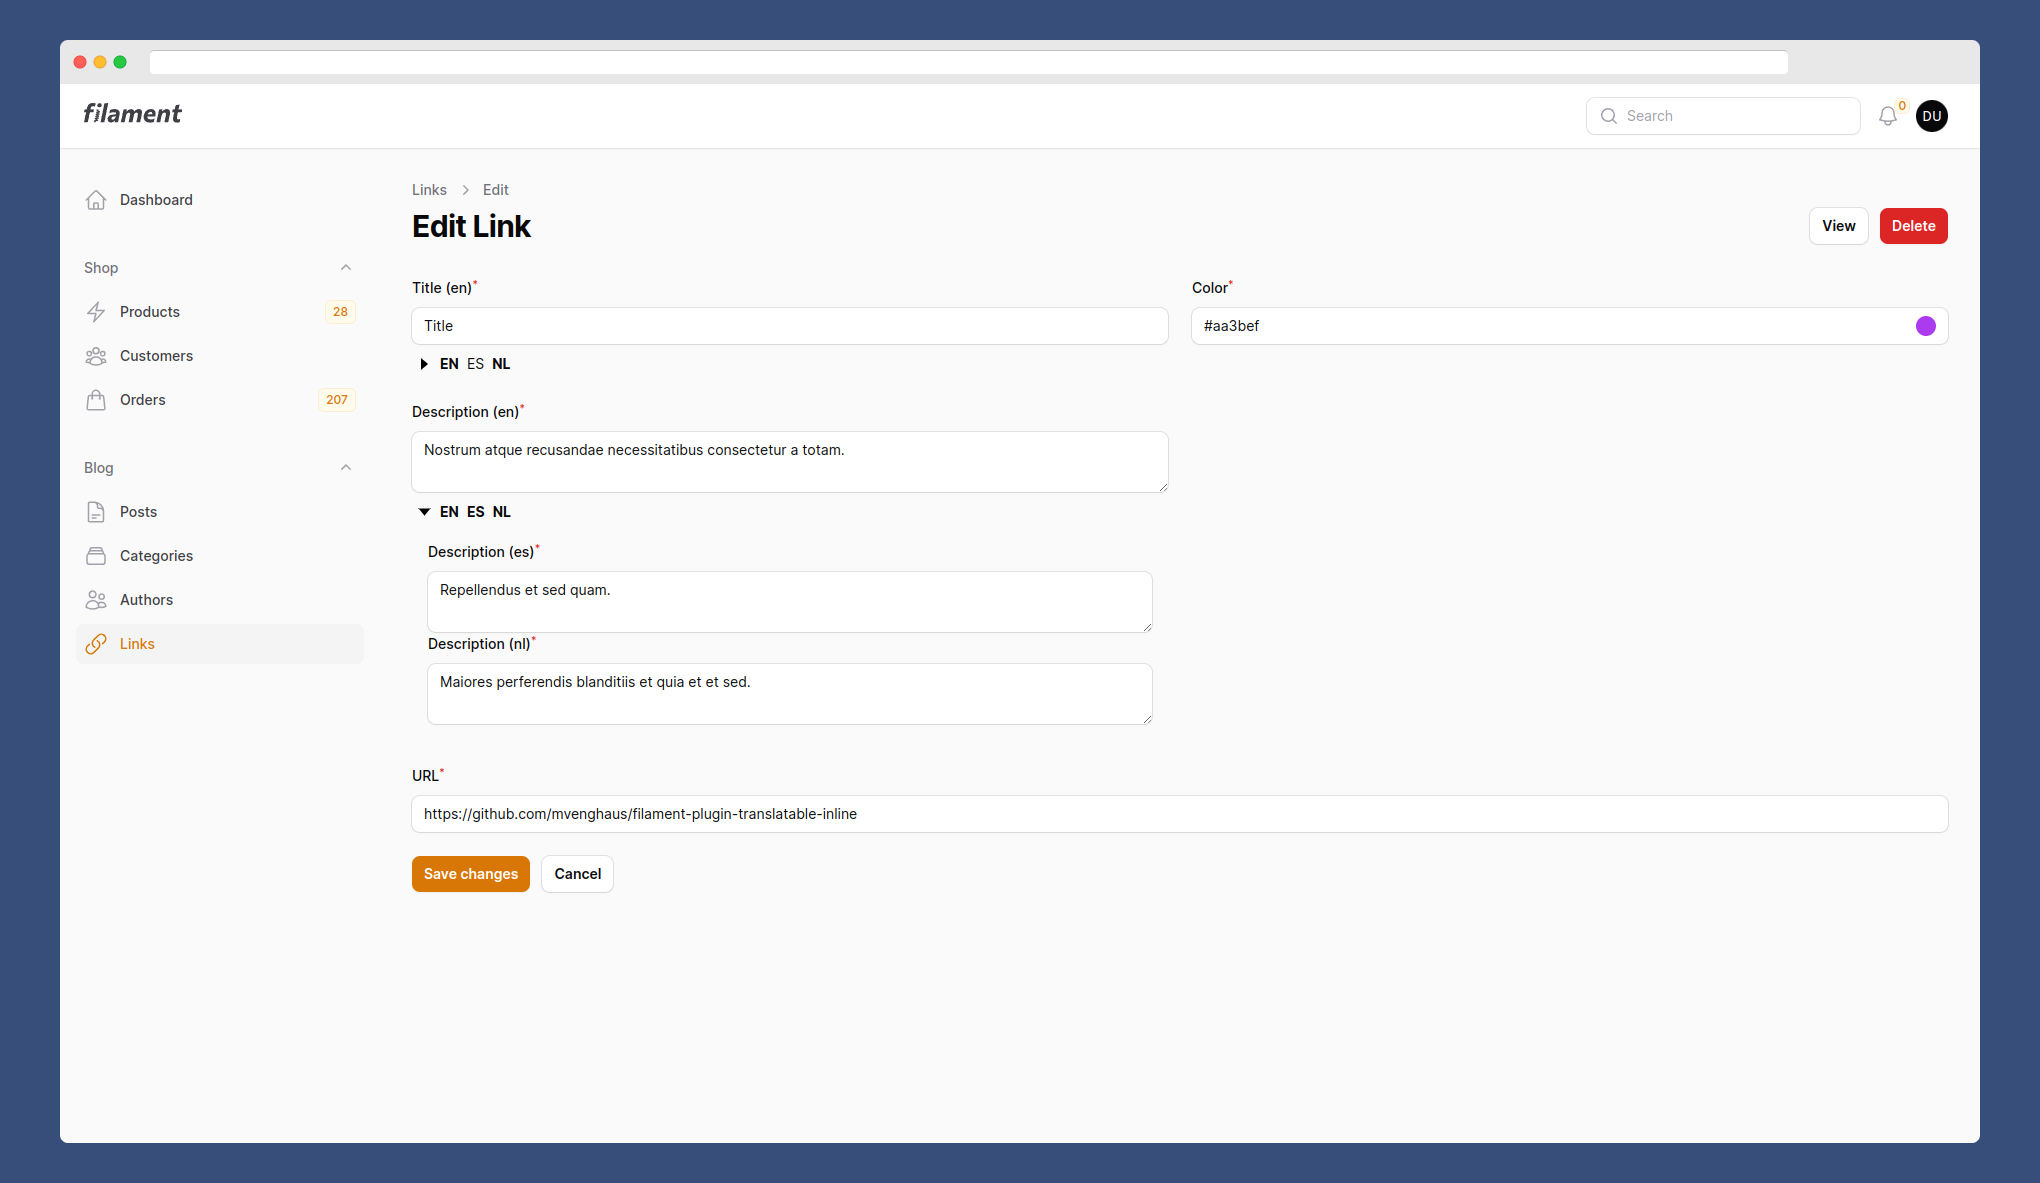 filament
Search
0
DU
Dashboard
Shop
Products 28
Customers
Orders 207
Blog
Posts
Categories
Authors
Links
Links > Edit
Edit Link
View
Delete
Title (en)*
Title
EN ES NL
Color*
#aa3bef
Description (en)*
Nostrum atque recusandae necessitatibus consectetur a totam.
EN ES NL
Description (es)*
Repellendus et sed quam.
Description (nl)*
Maiores perferendis blanditiis et quia et et sed.
URL*
https://github.com/mvenghaus/filament-plugin-translatable-inline
Save changes
Cancel